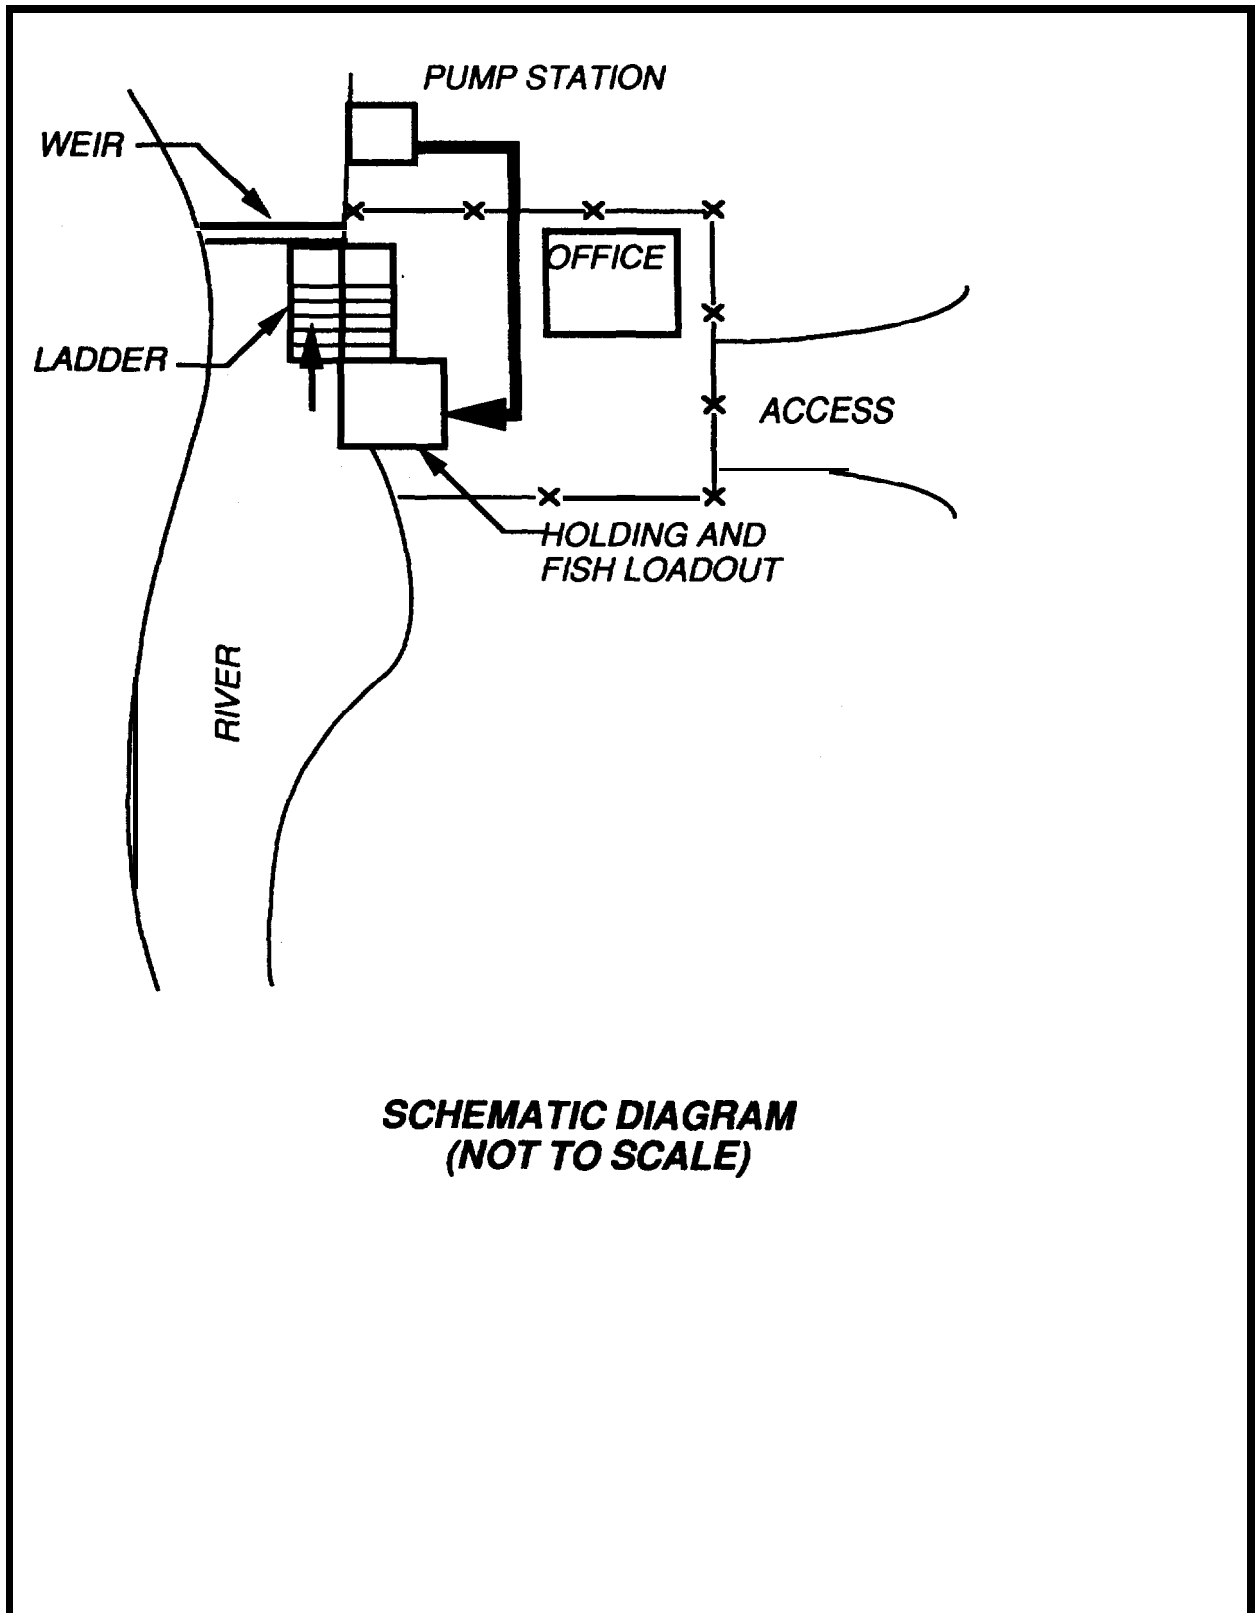 PUMP STATION
WEIR
OFFICE
LADDER
ACCESS
HOLDING AND
FISH LOADOUT
RIVER
SCHEMATIC DIAGRAM
(NOT TO SCALE)